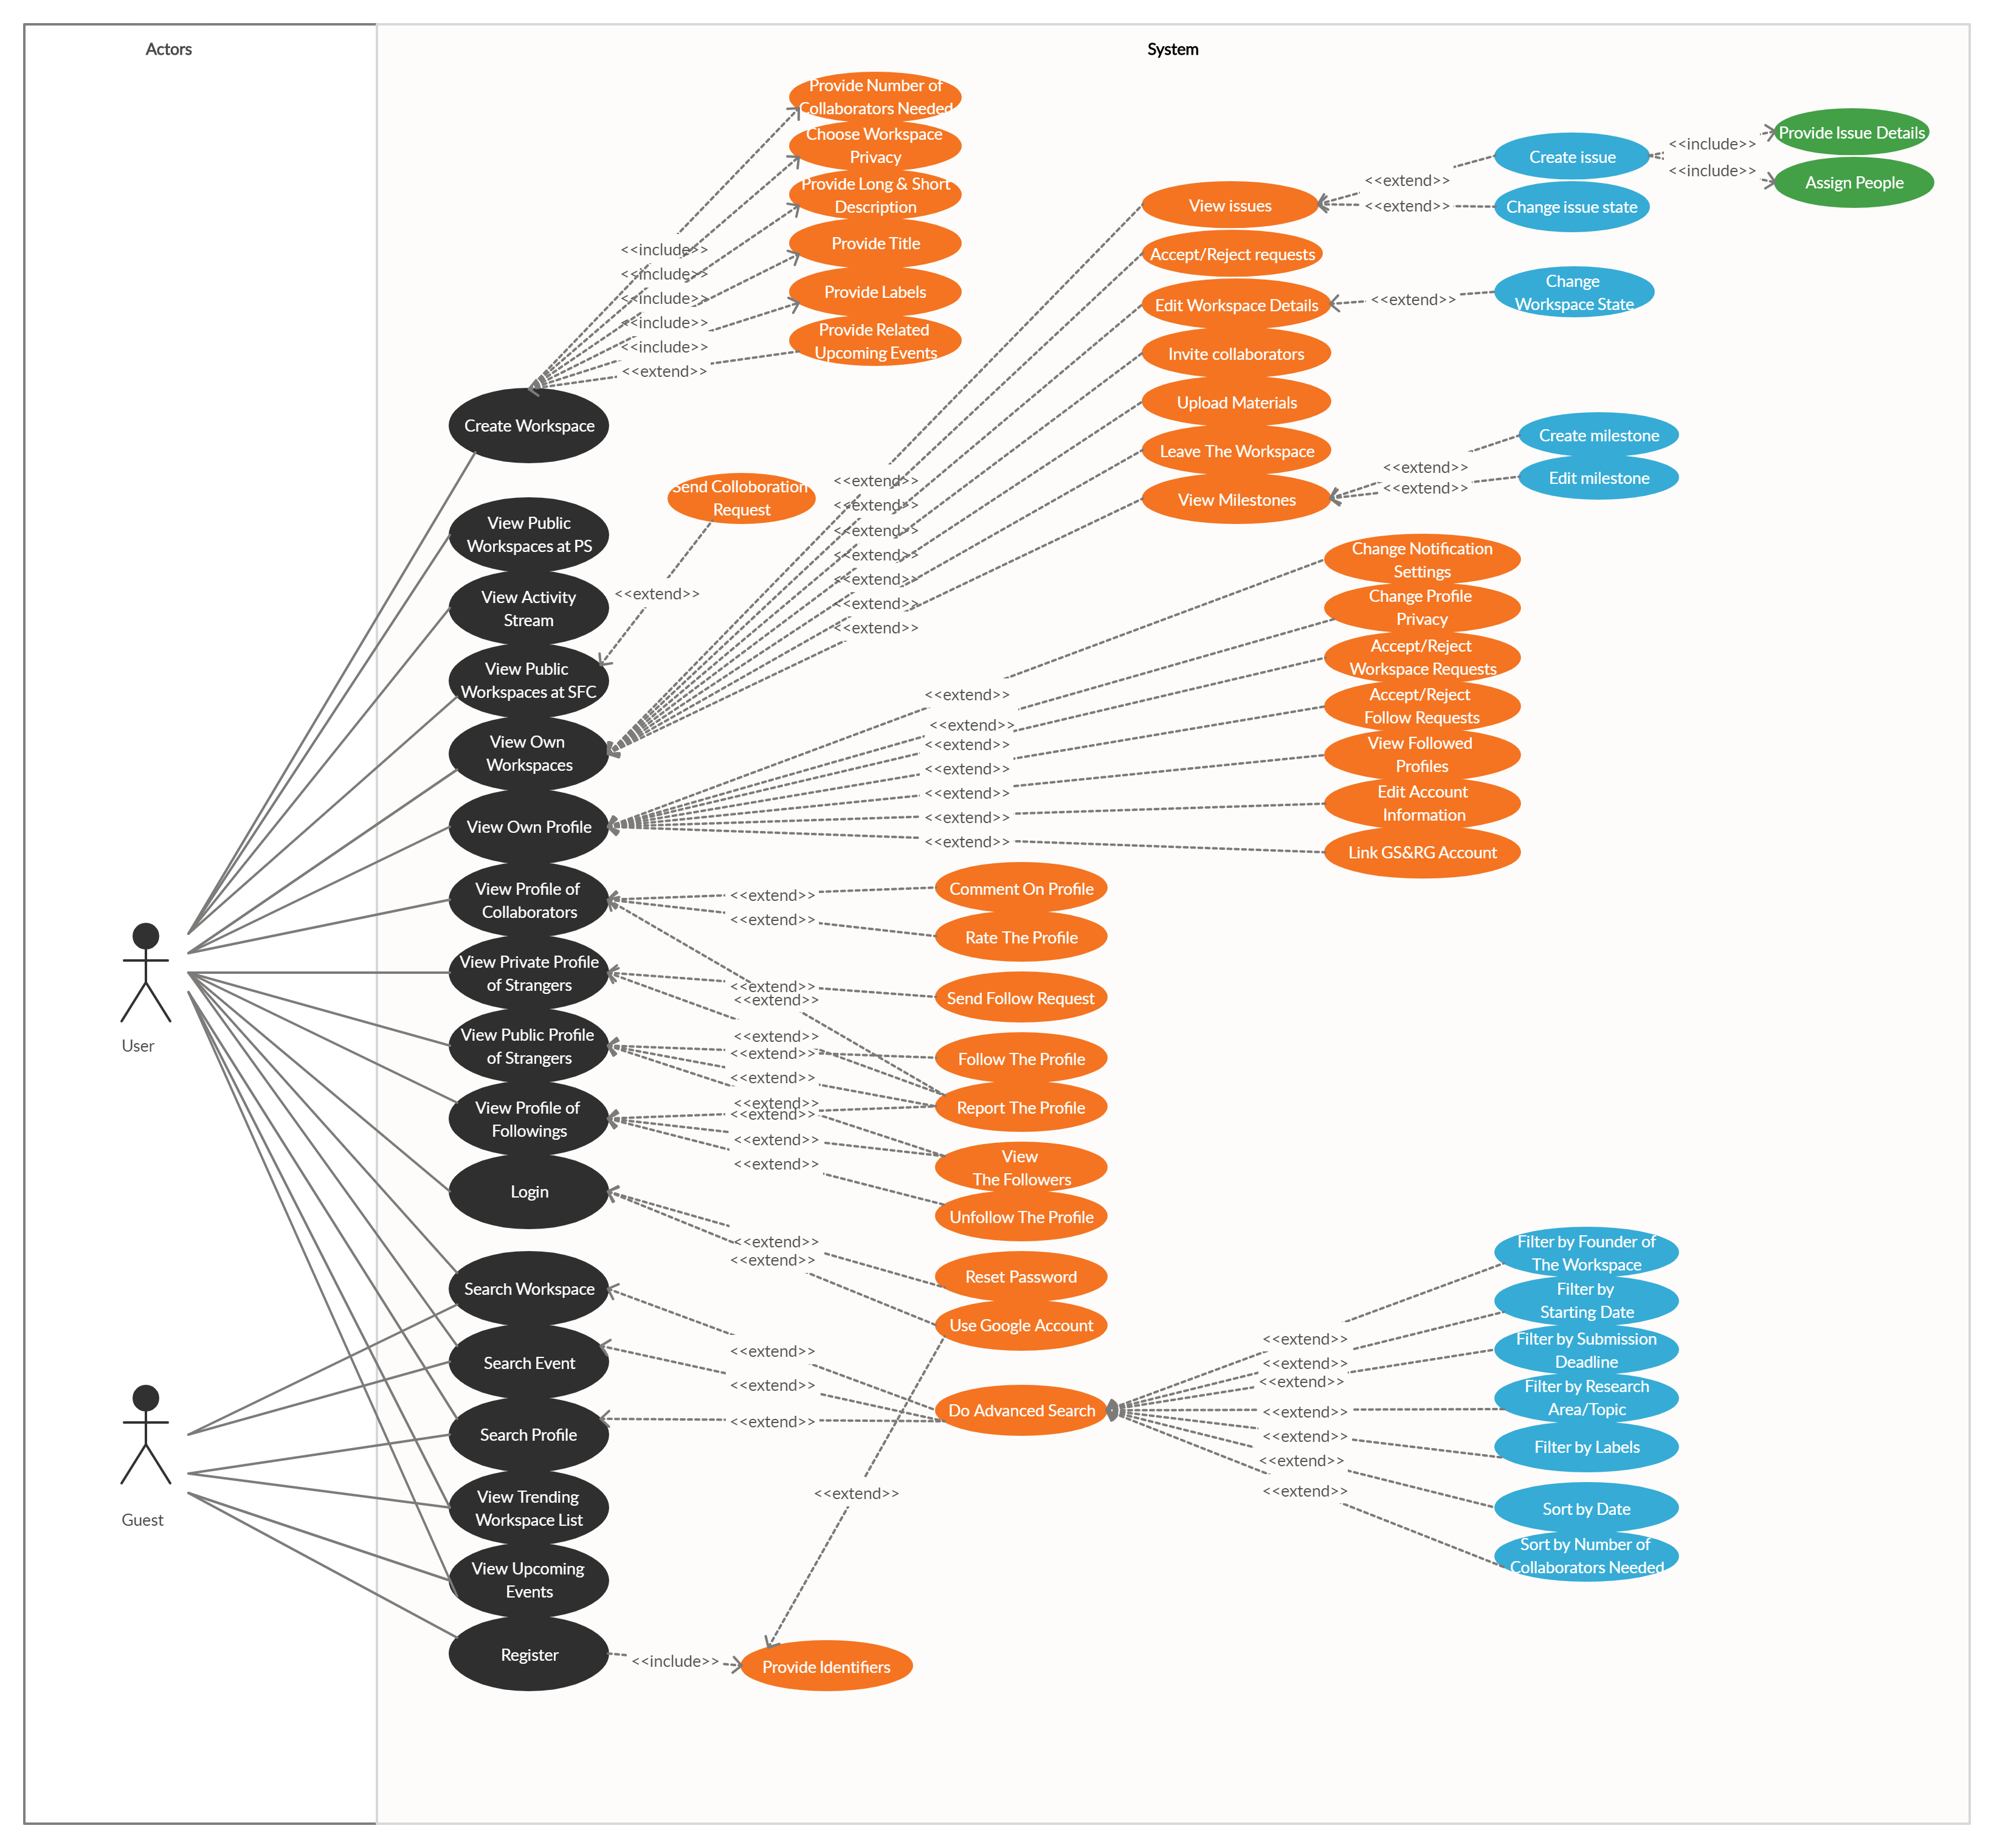 Actors
System
Provide Number of
Collaborators Needed
Choose Workspace
Privacy
Provide Long & Short
Description
Provide Title
Provide Labels
Provide Related
Upcoming Events
<<include>>
<<include>>
<<include>>
<<include>>
<<include>>
<<extend>>
Create Workspace
Send Colloboration
Request
<<extend>>
View Public
Workspaces at PS
View Activity
Stream
View Public
Workspaces at SFC
View Own
Workspaces
View Own Profile
View Profile of
Collaborators
View Private Profile
of Strangers
View Public Profile
of Strangers
View Profile of
Followings
Login
Search Workspace
Search Event
Search Profile
View Trending
Workspace List
View Upcoming
Events
Register
User
Guest
View issues
Accept/Reject requests
Edit Workspace Details
Invite collaborators
Upload Materials
Leave The Workspace
View Milestones
<<extend>>
<<extend>>
<<extend>>
<<extend>>
<<extend>>
<<extend>>
<<extend>>
<<extend>>
<<extend>>
Create issue
Change issue state
<<include>>
<<include>>
Provide Issue Details
Assign People
<<extend>>
Change
Workspace State
<<extend>>
<<extend>>
Create milestone
Edit milestone
Change Notification
Settings
Change Profile
Privacy
Accept/Reject
Workspace Requests
Accept/Reject
Follow Requests
View Followed
Profiles
Edit Account
Information
Link GS&RG Account
<<extend>>
<<extend>>
<<extend>>
<<extend>>
<<extend>>
<<extend>>
<<extend>>
<<extend>>
<<extend>>
Comment On Profile
Rate The Profile
<<extend>>
<<extend>>
Send Follow Request
<<extend>>
<<extend>>
<<extend>>
Follow The Profile
Report The Profile
<<extend>>
<<extend>>
<<extend>>
<<extend>>
View
The Followers
Unfollow The Profile
<<extend>>
<<extend>>
Reset Password
Use Google Account
<<extend>>
<<extend>>
<<extend>>
Do Advanced Search
<<extend>>
<<extend>>
<<extend>>
<<extend>>
<<extend>>
<<extend>>
<<extend>>
Filter by Founder of
The Workspace
Filter by
Starting Date
Filter by Submission
Deadline
Filter by Research
Area/Topic
Filter by Labels
Sort by Date
Sort by Number of
Collaborators Needed
<<extend>>
<<include>>
Provide Identifiers